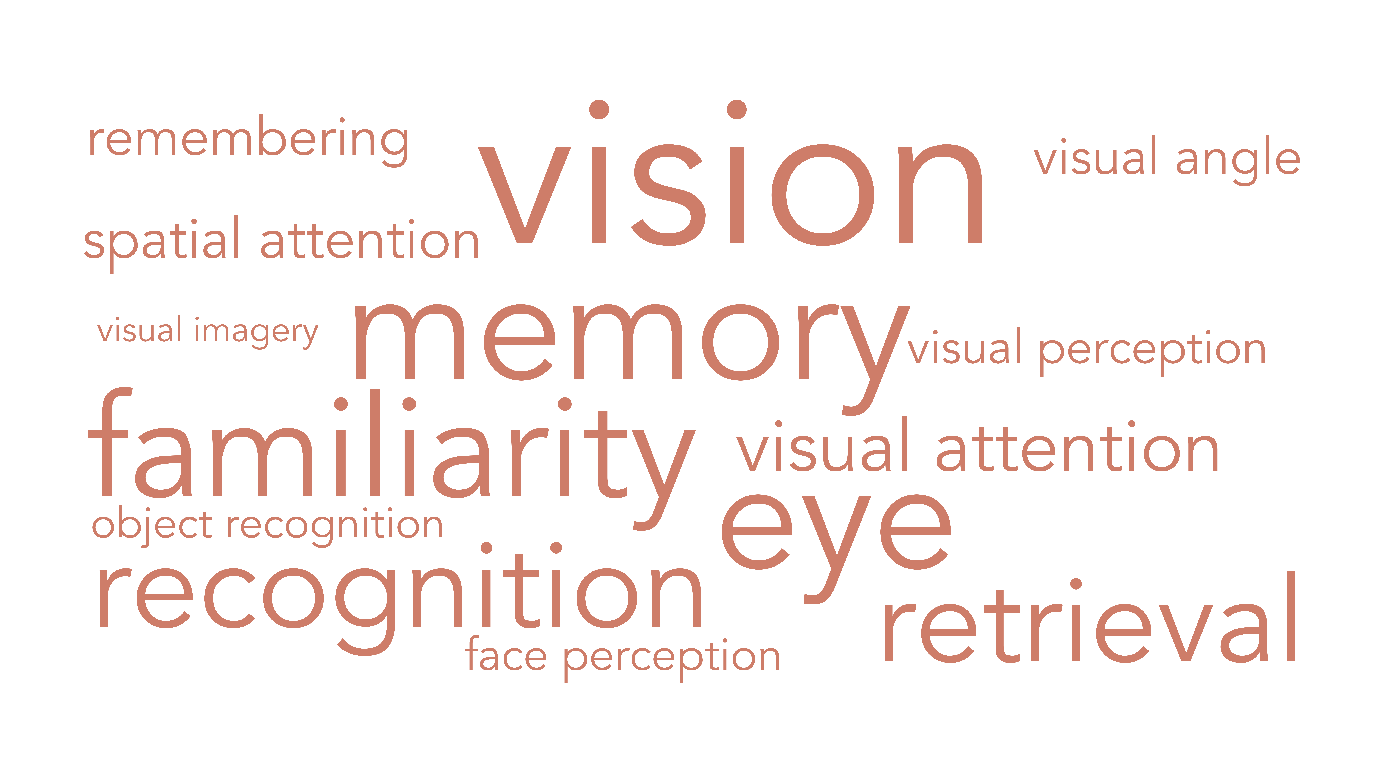 vision
remembering
visual angle
spatial attention
memory
visual imagery
visual perception
familiarity
visual attention
object recognition
eye
recognition
retrieval
face perception